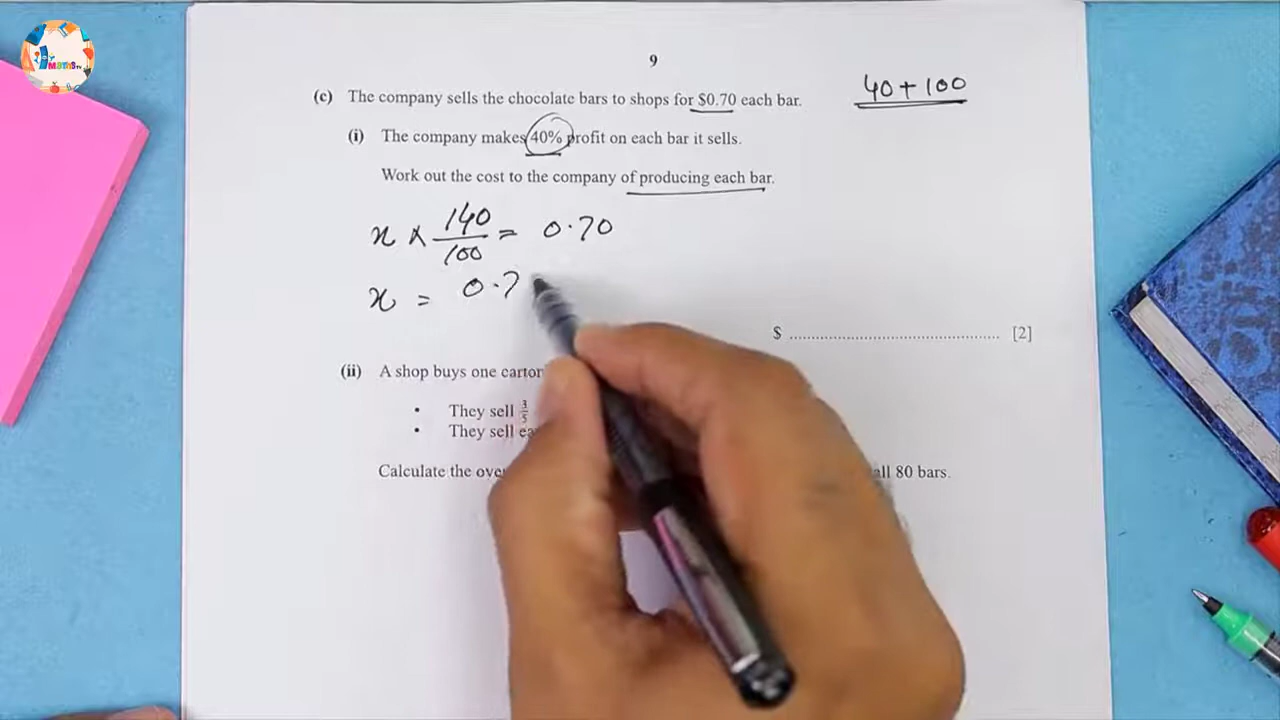 MATHS
9
40 + 100
(c) The company sells the chocolate bars to shops for $0.70 each bar.
(i) The company makes 40% profit on each bar it sells.
Work out the cost to the company of producing each bar.
x × 140/100 = 0.70
x = 0.7
$ ................................................ [2]
(ii) A shop buys one carton
• They sell 3/5
• They sell
Calculate the all 80 bars.